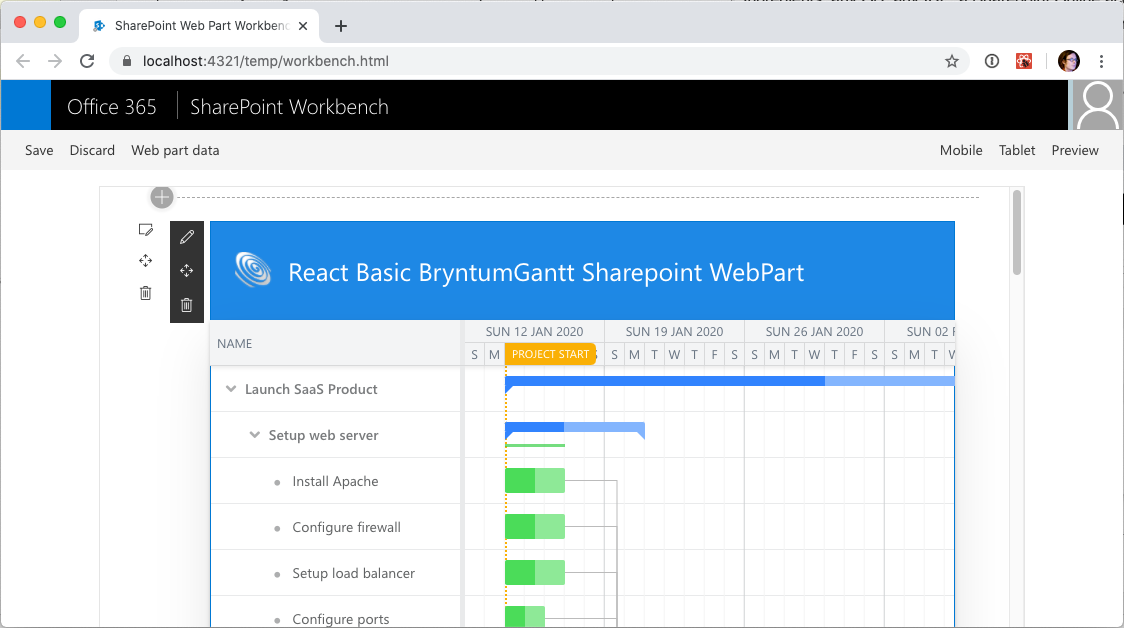 SharePoint Web Part Workbenc
localhost:4321/temp/workbench.html
Office 365 SharePoint Workbench
Save Discard Web part data Mobile Tablet Preview
React Basic BryntumGantt Sharepoint WebPart
NAME
SUN 12 JAN 2020 SUN 19 JAN 2020 SUN 26 JAN 2020 SUN 02 F
S M PROJECT START S S M T W T F S S M T W T F S S M T W
Launch SaaS Product
Setup web server
Install Apache
Configure firewall
Setup load balancer
Configure ports